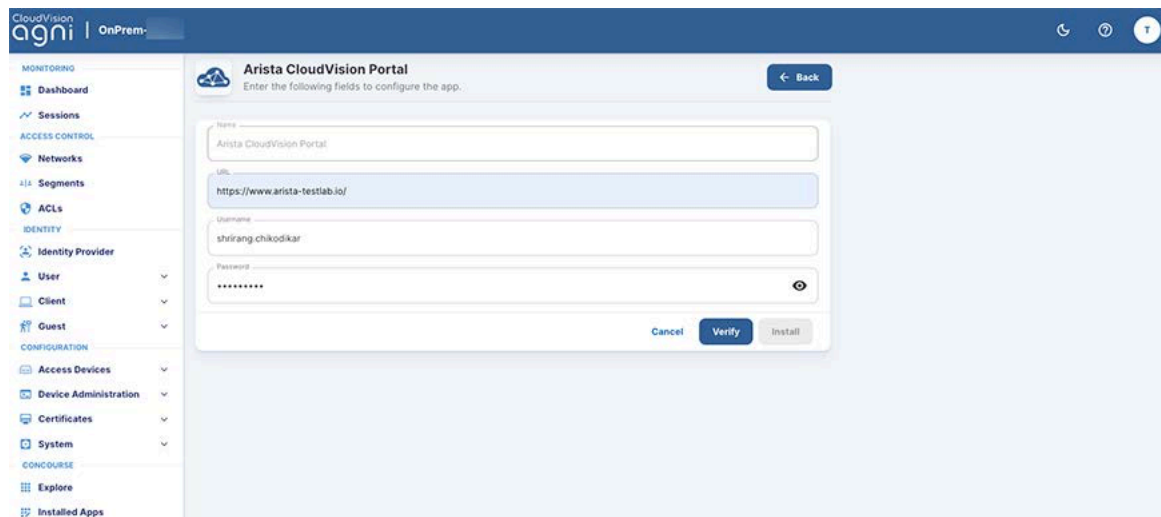 CloudVision
agni | OnPrem-
T
MONITORING
Dashboard
Sessions
ACCESS CONTROL
Networks
Segments
ACLs
IDENTITY
Identity Provider
User
Client
Guest
CONFIGURATION
Access Devices
Device Administration
Certificates
System
CONCOURSE
Explore
Installed Apps
Arista CloudVision Portal
Enter the following fields to configure the app.
← Back
Name
Arista CloudVision Portal
URL
https://www.arista-testlab.io/
Username
shrirang.chikodikar
Password
•••••••••
Cancel Verify Install